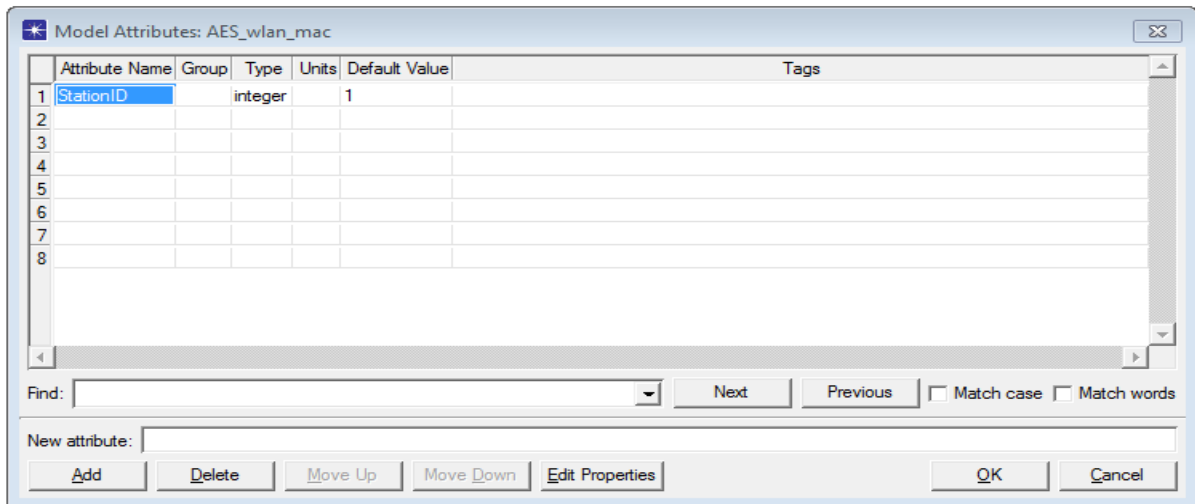 Model Attributes: AES_wlan_mac
Attribute Name Group Type Units Default Value Tags
1 StationID integer 1
2
3
4
5
6
7
8
Find: Next Previous Match case Match words
New attribute:
Add Delete Move Up Move Down Edit Properties OK Cancel